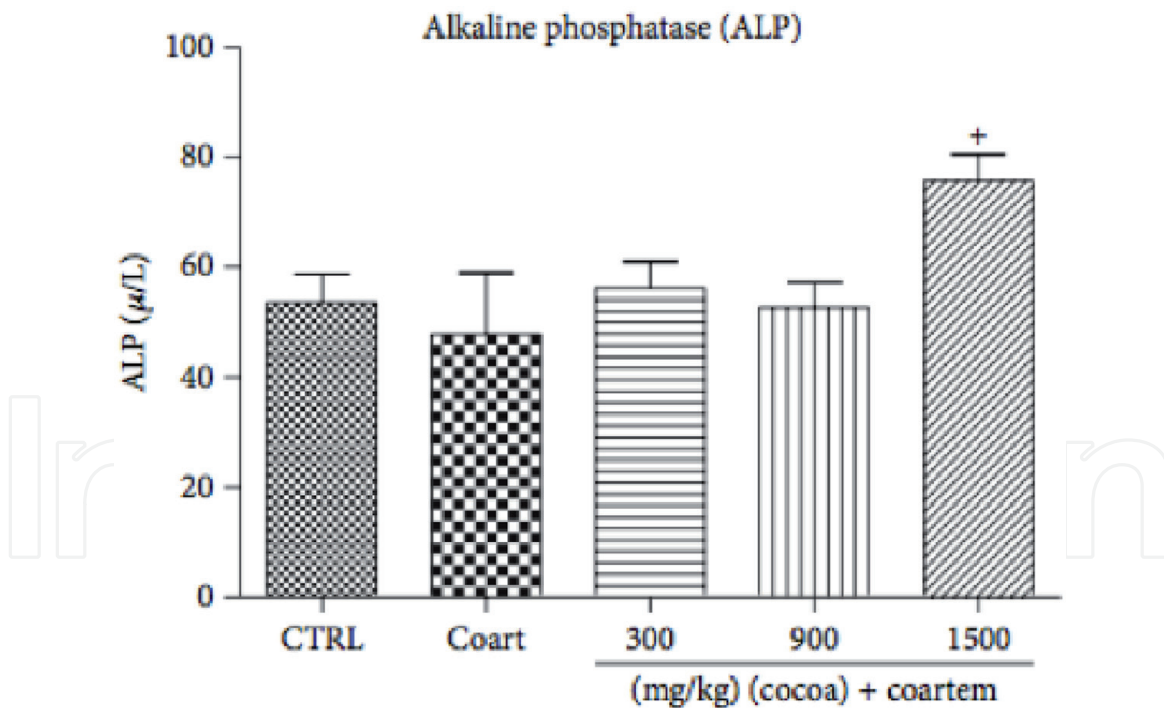 Alkaline phosphatase (ALP)
ALP (μ/L)
100
80
60
40
20
0
+
CTRL Coart 300 900 1500
(mg/kg) (cocoa) + coartem